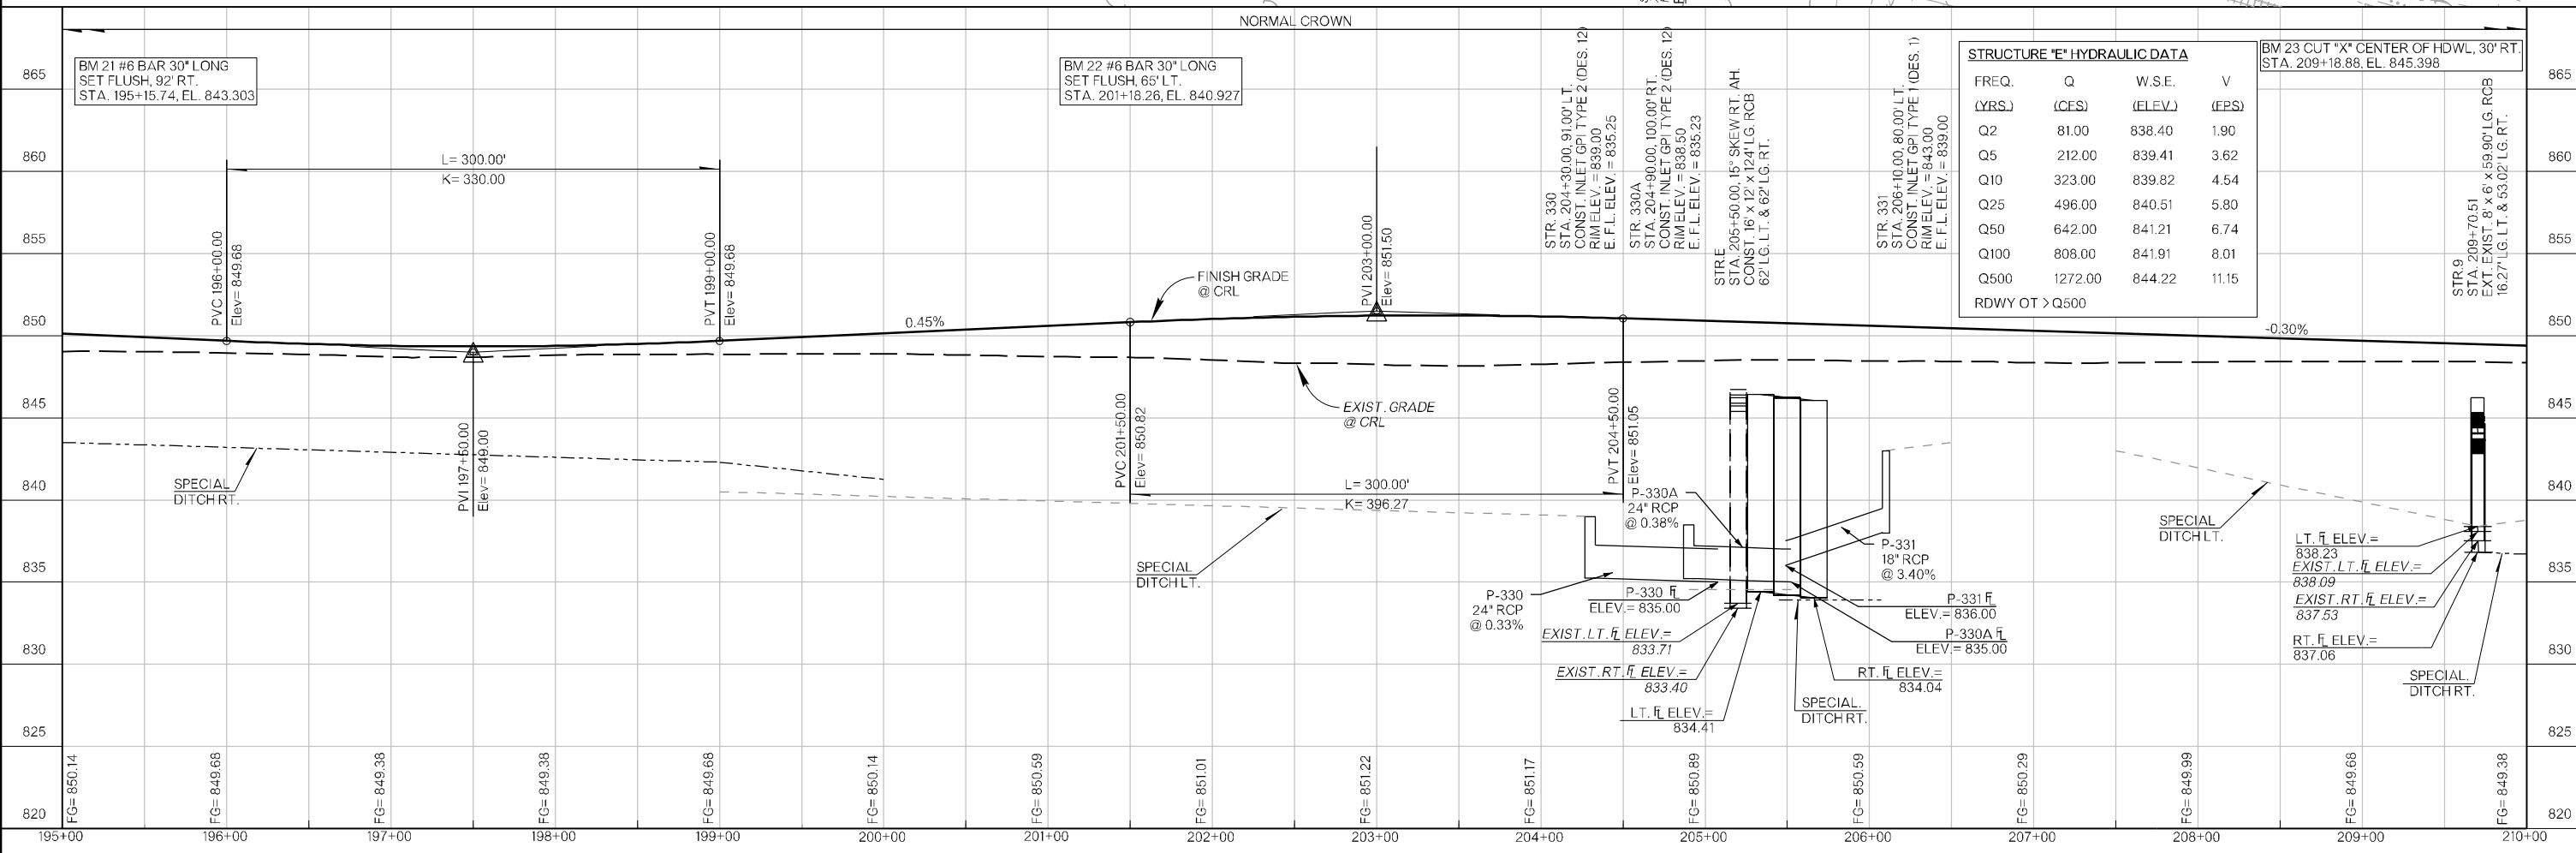 NORMAL CROWN
BM 21 #6 BAR 30" LONG
SET FLUSH, 92' RT.
STA. 195+15.74, EL. 843.303
BM 22 #6 BAR 30" LONG
SET FLUSH, 65' LT.
STA. 201+18.26, EL. 840.927
STR. 330
STA. 204+30.00, 91.00' LT.
CONST. INLET GPI TYPE 2 (DES. 12)
RIM ELEV. = 839.00
E. F.L. ELEV. = 835.25
STR. 330A
STA. 204+90.00, 100.00' RT.
CONST. INLET GPI TYPE 2 (DES. 12)
RIM ELEV. = 838.50
E. F.L. ELEV. = 835.23
STR.E
STA. 205+50.00, 15° SKEW RT. AH.
CONST. 16' x 12' x 124' LG. RCB
62' LG. LT. & 62' LG. RT.
STR. 331
STA. 206+10.00, 80.00' LT.
CONST. INLET GPI TYPE 1 (DES. 1)
RIM ELEV. = 843.00
E. F.L. ELEV. = 839.00
STRUCTURE "E" HYDRAULIC DATA
FREQ. Q W.S.E. V
(YRS.) (CFS) (ELEV.) (FPS)
Q2 81.00 838.40 1.90
Q5 212.00 839.41 3.62
Q10 323.00 839.82 4.54
Q25 496.00 840.51 5.80
Q50 642.00 841.21 6.74
Q100 808.00 841.91 8.01
Q500 1272.00 844.22 11.15
RDWY OT > Q500
BM 23 CUT "X" CENTER OF HDWL, 30' RT.
STA. 209+18.88, EL. 845.398
STR.9
STA. 209+70.51
EXT. EXIST. 8' x 6' x 59.90' LG. RCB
16.27' LG. LT. & 53.02' LG. RT.
865
860
855
850
845
840
835
830
825
820
865
860
855
850
845
840
835
830
825
820
L= 300.00'
K= 330.00
PVC 196+00.00
Elev= 849.68
PVT 199+00.00
Elev= 849.68
PVI 197+50.00
Elev= 849.00
0.45%
FINISH GRADE
@ CRL
PVI 203+00.00
Elev= 851.50
EXIST. GRADE
@ CRL
PVC 201+50.00
Elev= 850.82
PVT 204+50.00
Elev= 851.05
L= 300.00'
K= 396.27
-0.30%
SPECIAL
DITCH RT.
SPECIAL
DITCH LT.
P-330A
24" RCP
@ 0.38%
P-330
24" RCP
@ 0.33%
P-330 FL
ELEV.= 835.00
EXIST. LT. FL ELEV.=
833.71
EXIST. RT. FL ELEV.=
833.40
LT. FL ELEV.=
834.41
P-331
18" RCP
@ 3.40%
P-331 FL
ELEV.= 836.00
P-330A FL
ELEV.= 835.00
RT. FL ELEV.=
834.04
SPECIAL.
DITCH RT.
SPECIAL
DITCH LT.
LT. FL ELEV.=
838.23
EXIST. LT. FL ELEV.=
838.09
EXIST. RT. FL ELEV.=
837.53
RT. FL ELEV.=
837.06
SPECIAL.
DITCH RT.
FG= 850.14
FG= 849.68
FG= 849.38
FG= 849.38
FG= 849.68
FG= 850.14
FG= 850.59
FG= 851.01
FG= 851.22
FG= 851.17
FG= 850.89
FG= 850.59
FG= 850.29
FG= 849.99
FG= 849.68
FG= 849.38
195+00 196+00 197+00 198+00 199+00 200+00 201+00 202+00 203+00 204+00 205+00 206+00 207+00 208+00 209+00 210+00